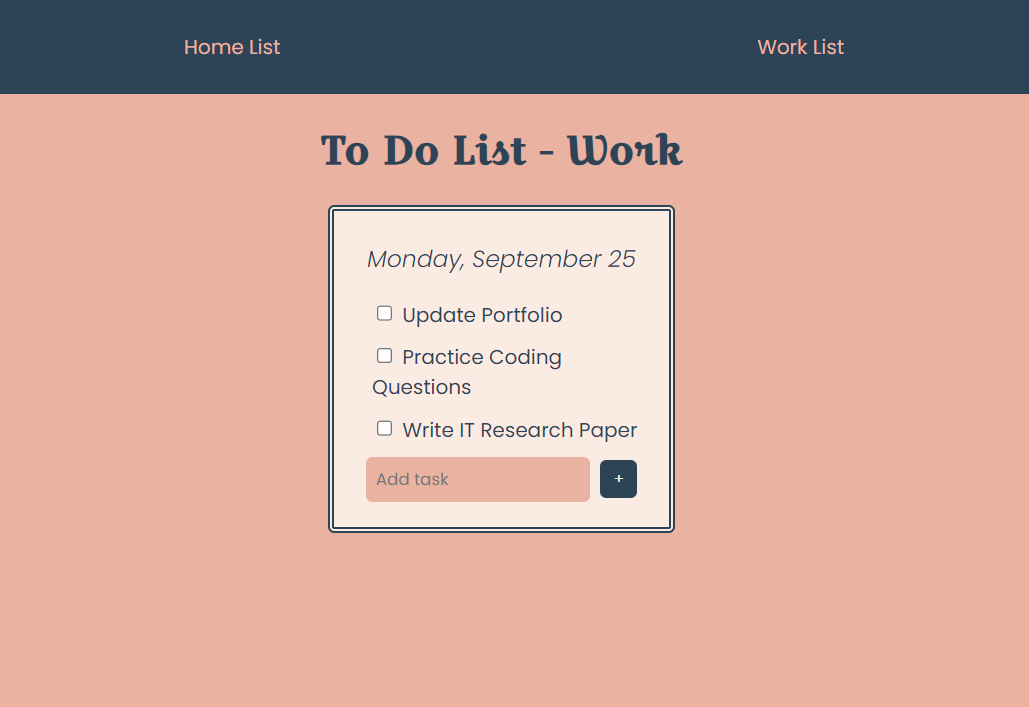 Home List
Work List
To Do List - Work
Monday, September 25
Update Portfolio
Practice Coding
Questions
Write IT Research Paper
Add task
+